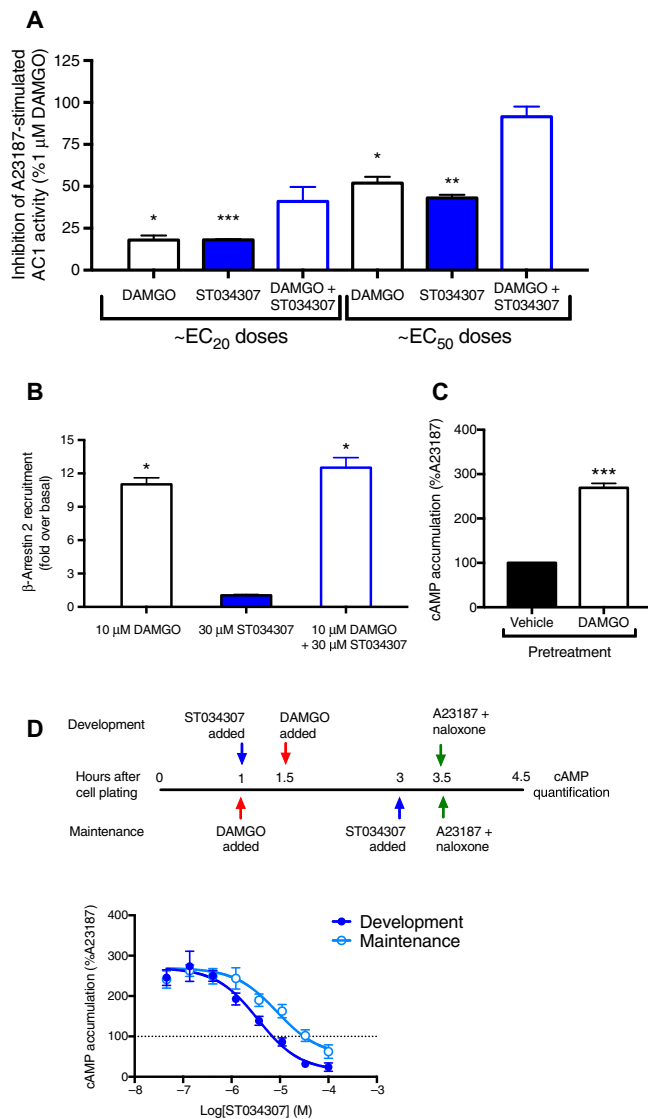 A
Inhibition of A23187-stimulated
AC1 activity (%1 μM DAMGO)
125
100
75
50
25
0
*
***
*
**
DAMGO
ST034307
DAMGO +
ST034307
DAMGO
ST034307
DAMGO +
ST034307
~EC20 doses
~EC50 doses
B
β-Arrestin 2 recruitment
(fold over basal)
15
12
9
6
3
0
*
*
10 μM DAMGO
30 μM ST034307
10 μM DAMGO
+ 30 μM ST034307
C
cAMP accumulation (%A23187)
400
300
200
100
0
***
Vehicle
DAMGO
Pretreatment
D
Development
ST034307
added
DAMGO
added
A23187 +
naloxone
Hours after
cell plating
0
1
1.5
3
3.5
4.5
cAMP
quantification
Maintenance
DAMGO
added
ST034307
added
A23187 +
naloxone
cAMP accumulation (%A23187)
400
300
200
100
0
Development
Maintenance
−8
−7
−6
−5
−4
−3
Log[ST034307] (M)